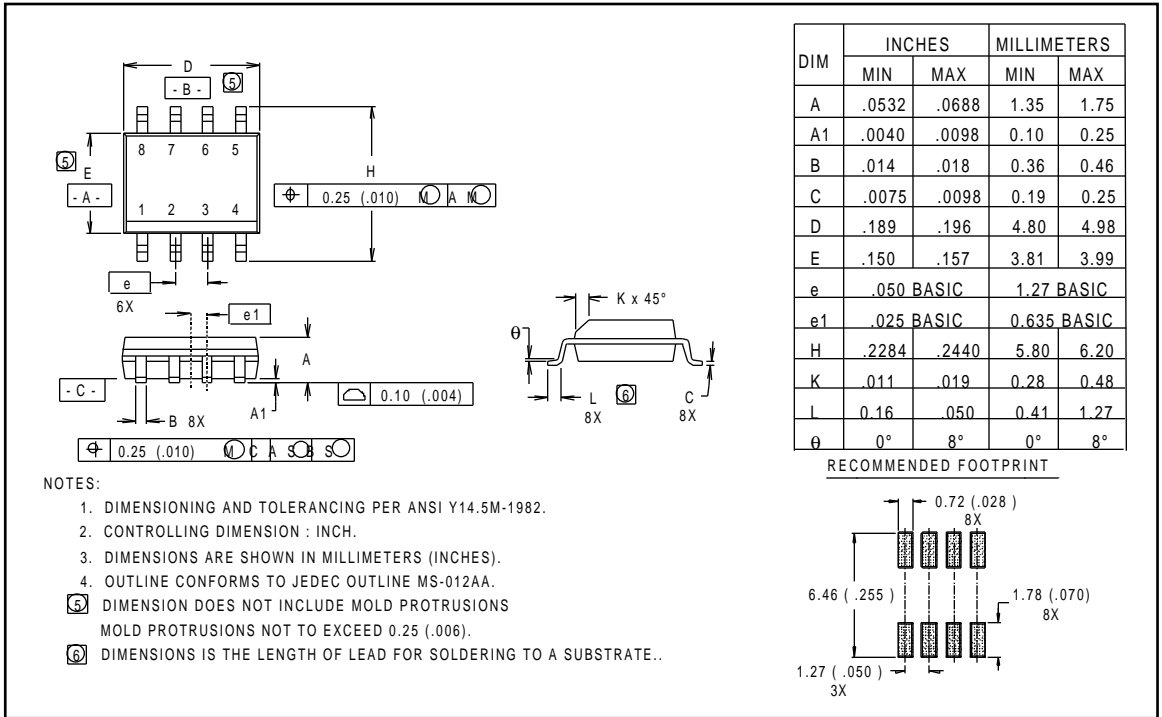 D
- B -
5
8 7 6 5
5
E
- A -
H
0.25 (.010) M A M
1 2 3 4
e
6X
e1
A
- C -
B 8X
A1
0.10 (.004)
0.25 (.010) M C A S B S
K x 45°
θ
L
8X
6
C
8X
DIM INCHES MILLIMETERS
MIN MAX MIN MAX
A .0532 .0688 1.35 1.75
A1 .0040 .0098 0.10 0.25
B .014 .018 0.36 0.46
C .0075 .0098 0.19 0.25
D .189 .196 4.80 4.98
E .150 .157 3.81 3.99
e .050 BASIC 1.27 BASIC
e1 .025 BASIC 0.635 BASIC
H .2284 .2440 5.80 6.20
K .011 .019 0.28 0.48
L 0.16 .050 0.41 1.27
θ 0° 8° 0° 8°
RECOMMENDED FOOTPRINT
0.72 (.028 )
8X
6.46 ( .255 )
1.78 (.070)
8X
1.27 ( .050 )
3X
NOTES:
1. DIMENSIONING AND TOLERANCING PER ANSI Y14.5M-1982.
2. CONTROLLING DIMENSION : INCH.
3. DIMENSIONS ARE SHOWN IN MILLIMETERS (INCHES).
4. OUTLINE CONFORMS TO JEDEC OUTLINE MS-012AA.
5 DIMENSION DOES NOT INCLUDE MOLD PROTRUSIONS
MOLD PROTRUSIONS NOT TO EXCEED 0.25 (.006).
6 DIMENSIONS IS THE LENGTH OF LEAD FOR SOLDERING TO A SUBSTRATE..